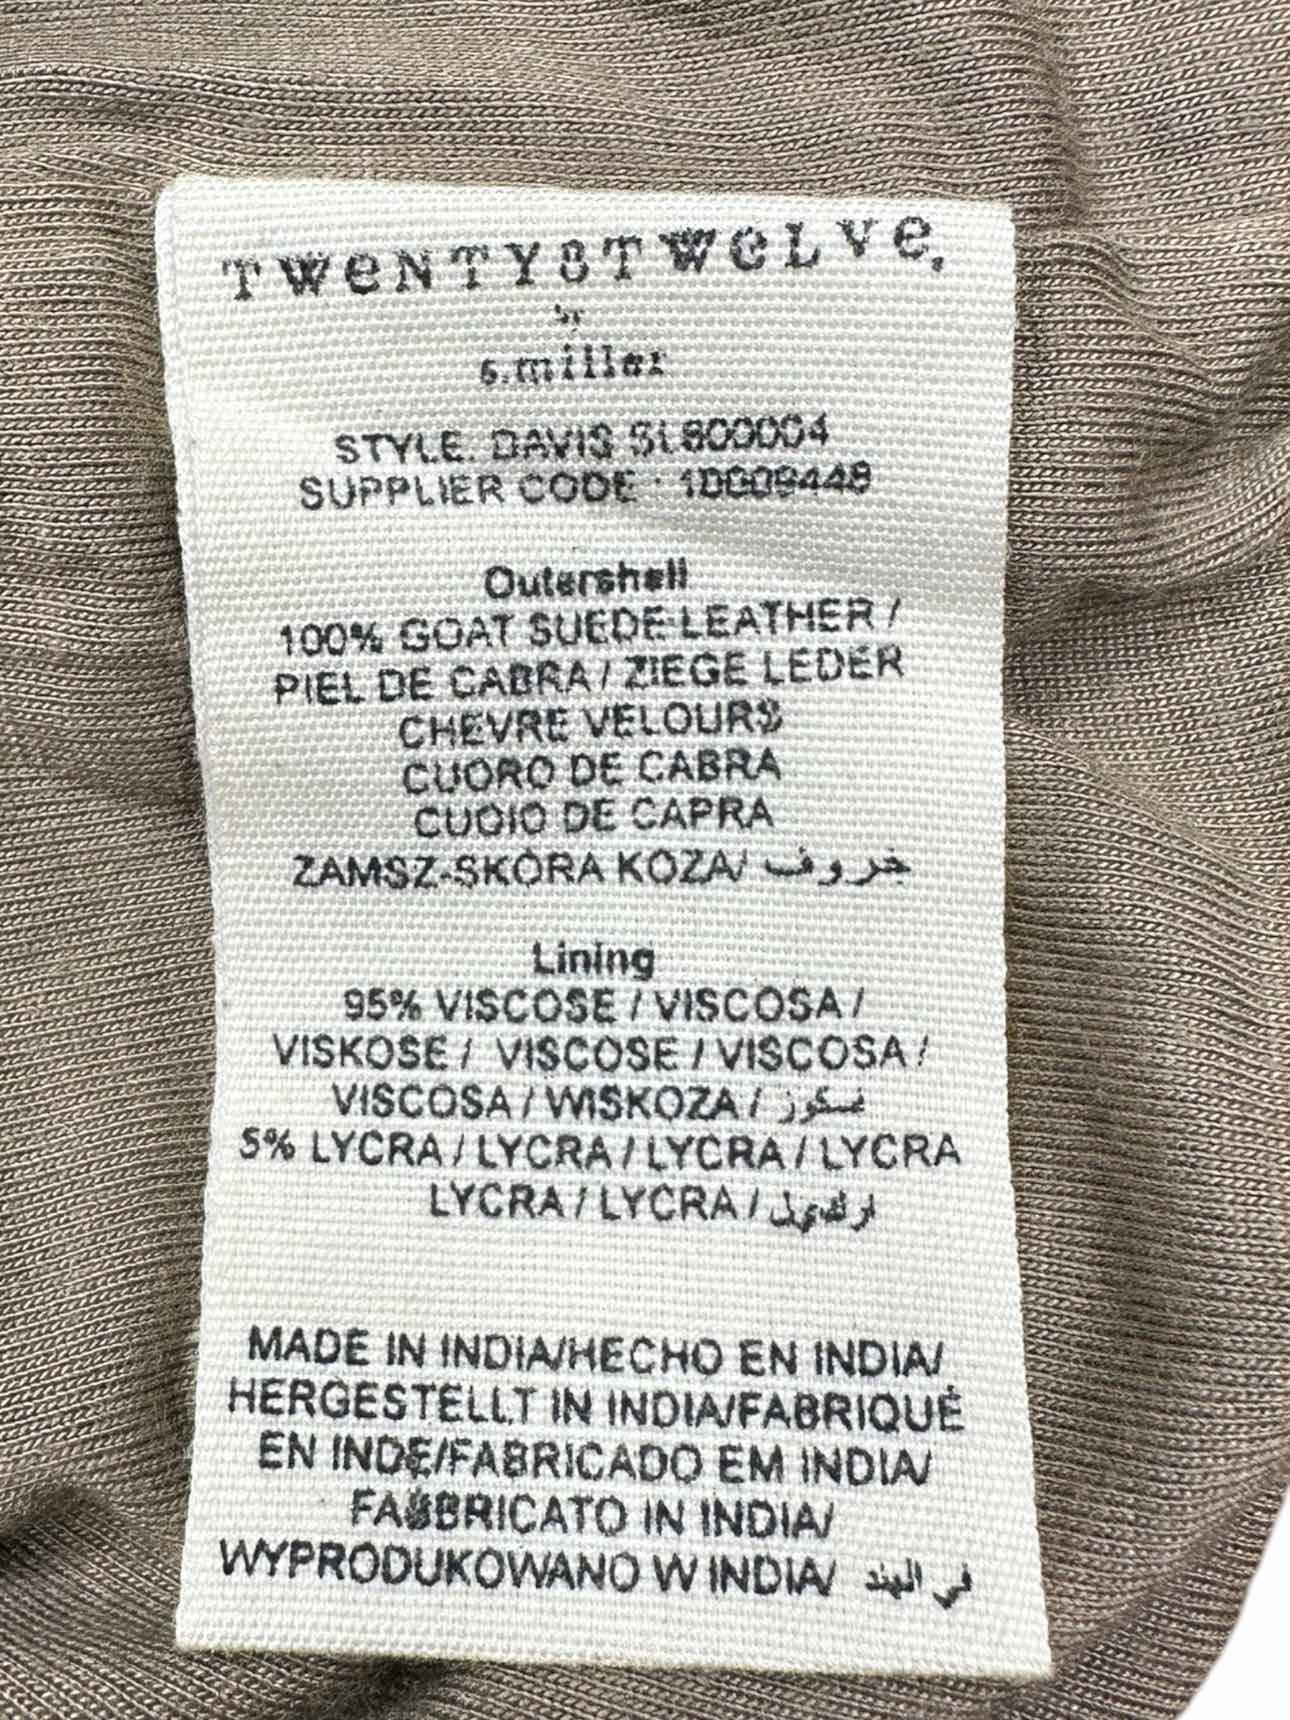 TWeNTY8TWeLve.
by
s.miller
STYLE. DAVIS SL800004
SUPPLIER CODE : 10009448
Outershell
100% GOAT SUEDE-LEATHER /
PIEL DE CABRA / ZIEGE LEDER
CHEVRE VELOURS
CUORO DE CABRA
CUOIO DE CAPRA
ZAMSZ-SKÓRA KOZA/ خروف
Lining
95% VISCOSE / VISCOSA /
VISKOSE / VISCOSE / VISCOSA /
VISCOSA / WISKOZA /
5% LYCRA / LYCRA / LYCRA / LYCRA
LYCRA / LYCRA /
MADE IN INDIA/HECHO EN INDIA/
HERGESTELLT IN INDIA/FABRIQUÉ
EN INDE/FABRICADO EM INDIA/
FABBRICATO IN INDIA/
WYPRODUKOWANO W INDIA/ في الهند